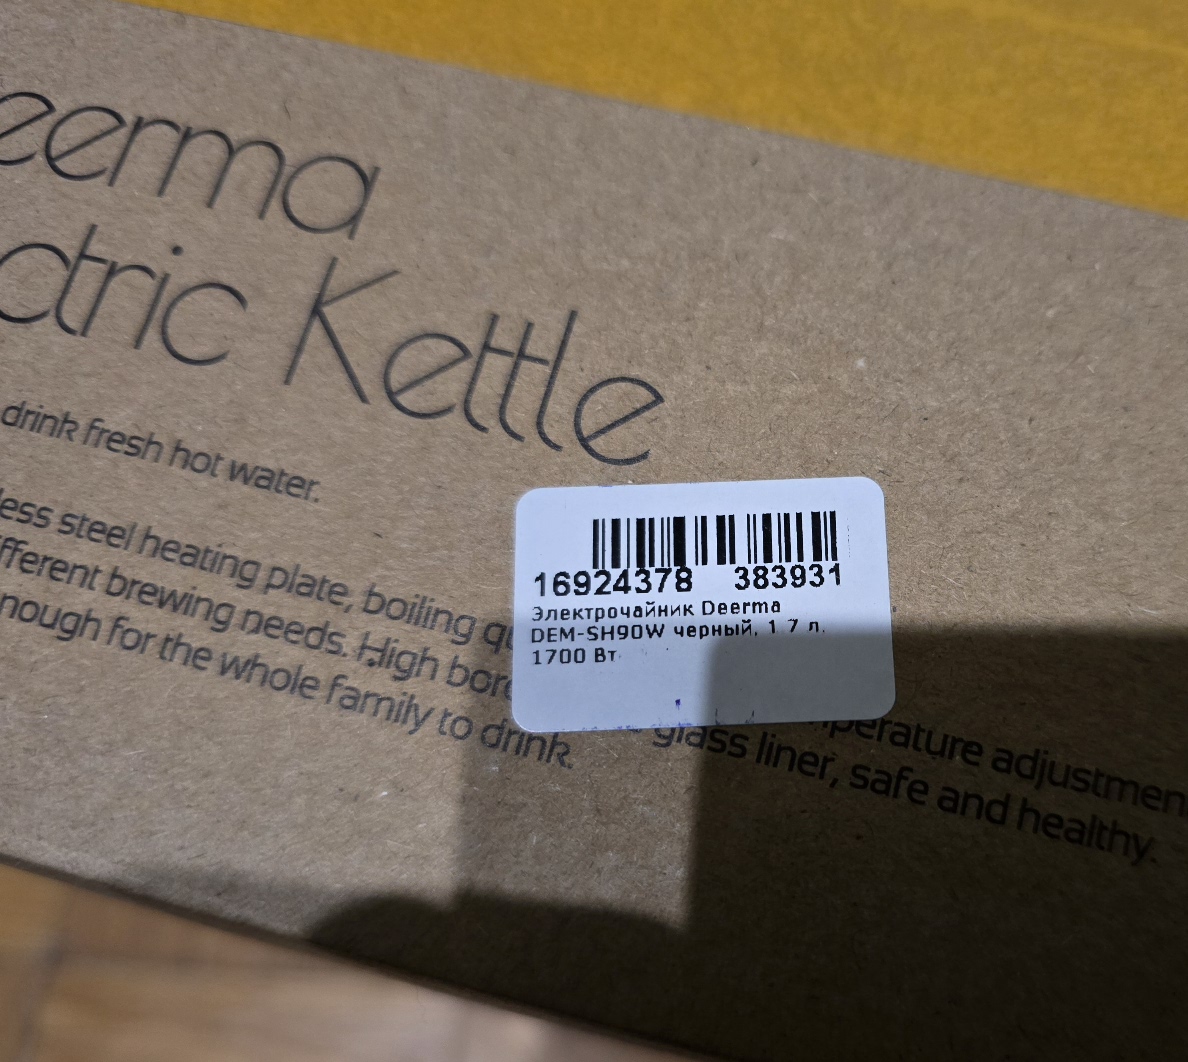 eerma
ctric Kettle
drink fresh hot water.
less steel heating plate, boiling
fferent brewing needs. High
nough for the whole family to drink.
perature adjustmen
glass liner, safe and healthy.
16924378 383931
Электрочайник Deerma
DEM-SH90W черный, 1 7 л,
1700 Вт